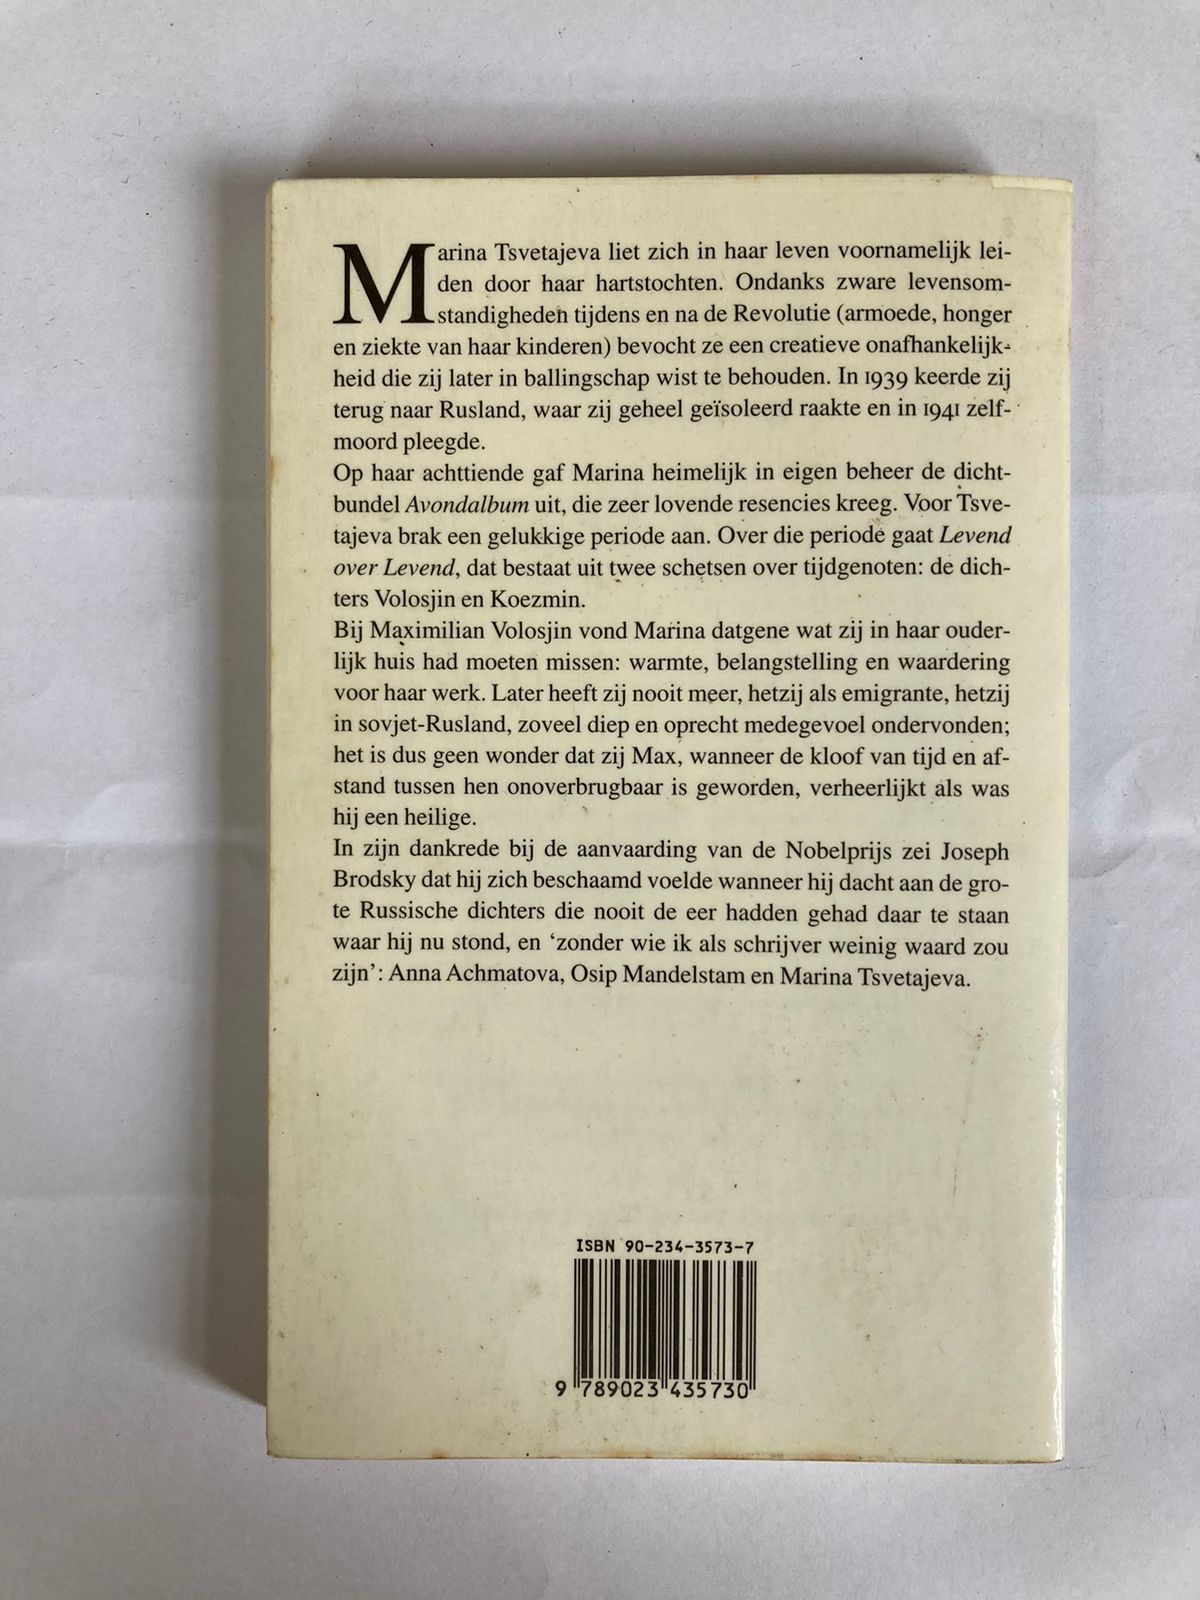 Marina Tsvetajeva liet zich in haar leven voornamelijk lei-
den door haar hartstochten. Ondanks zware levensom-
standigheden tijdens en na de Revolutie (armoede, honger
en ziekte van haar kinderen) bevocht ze een creatieve onafhankelijk-
heid die zij later in ballingschap wist te behouden. In 1939 keerde zij
terug naar Rusland, waar zij geheel geïsoleerd raakte en in 1941 zelf-
moord pleegde.
Op haar achttiende gaf Marina heimelijk in eigen beheer de dicht-
bundel Avondalbum uit, die zeer lovende resencies kreeg. Voor Tsve-
tajeva brak een gelukkige periode aan. Over die periode gaat Levend
over Levend, dat bestaat uit twee schetsen over tijdgenoten: de dich-
ters Volosjin en Koezmin.
Bij Maximilian Volosjin vond Marina datgene wat zij in haar ouder-
lijk huis had moeten missen: warmte, belangstelling en waardering
voor haar werk. Later heeft zij nooit meer, hetzij als emigrante, hetzij
in sovjet-Rusland, zoveel diep en oprecht medegevoel ondervonden;
het is dus geen wonder dat zij Max, wanneer de kloof van tijd en af-
stand tussen hen onoverbrugbaar is geworden, verheerlijkt als was
hij een heilige.
In zijn dankrede bij de aanvaarding van de Nobelprijs zei Joseph
Brodsky dat hij zich beschaamd voelde wanneer hij dacht aan de gro-
te Russische dichters die nooit de eer hadden gehad daar te staan
waar hij nu stond, en ‘zonder wie ik als schrijver weinig waard zou
zijn’: Anna Achmatova, Osip Mandelstam en Marina Tsvetajeva.
ISBN 90-234-3573-7
9 789023 435730